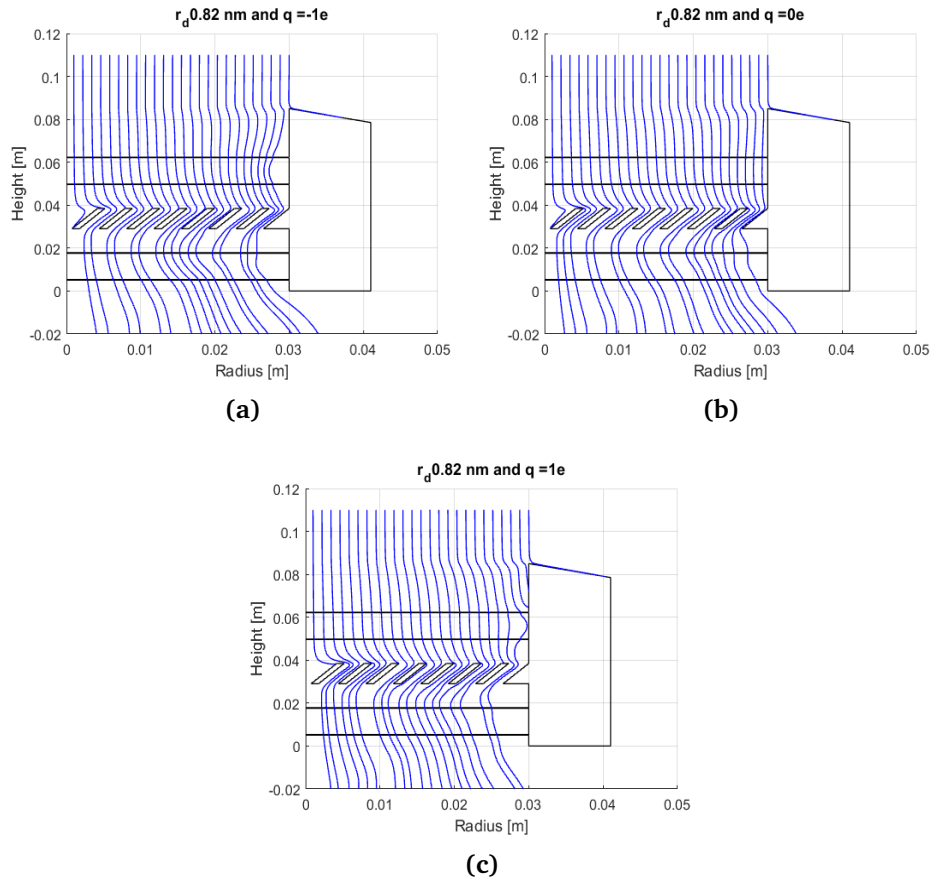 r_d0.82 nm and q =-1e
0.12
0.1
0.08
0.06
0.04
0.02
0
-0.02
Height [m]
0 0.01 0.02 0.03 0.04 0.05
Radius [m]
(a)
r_d0.82 nm and q =0e
0.12
0.1
0.08
0.06
0.04
0.02
0
-0.02
Height [m]
0 0.01 0.02 0.03 0.04 0.05
Radius [m]
(b)
r_d0.82 nm and q =1e
0.12
0.1
0.08
0.06
0.04
0.02
0
-0.02
Height [m]
0 0.01 0.02 0.03 0.04 0.05
Radius [m]
(c)